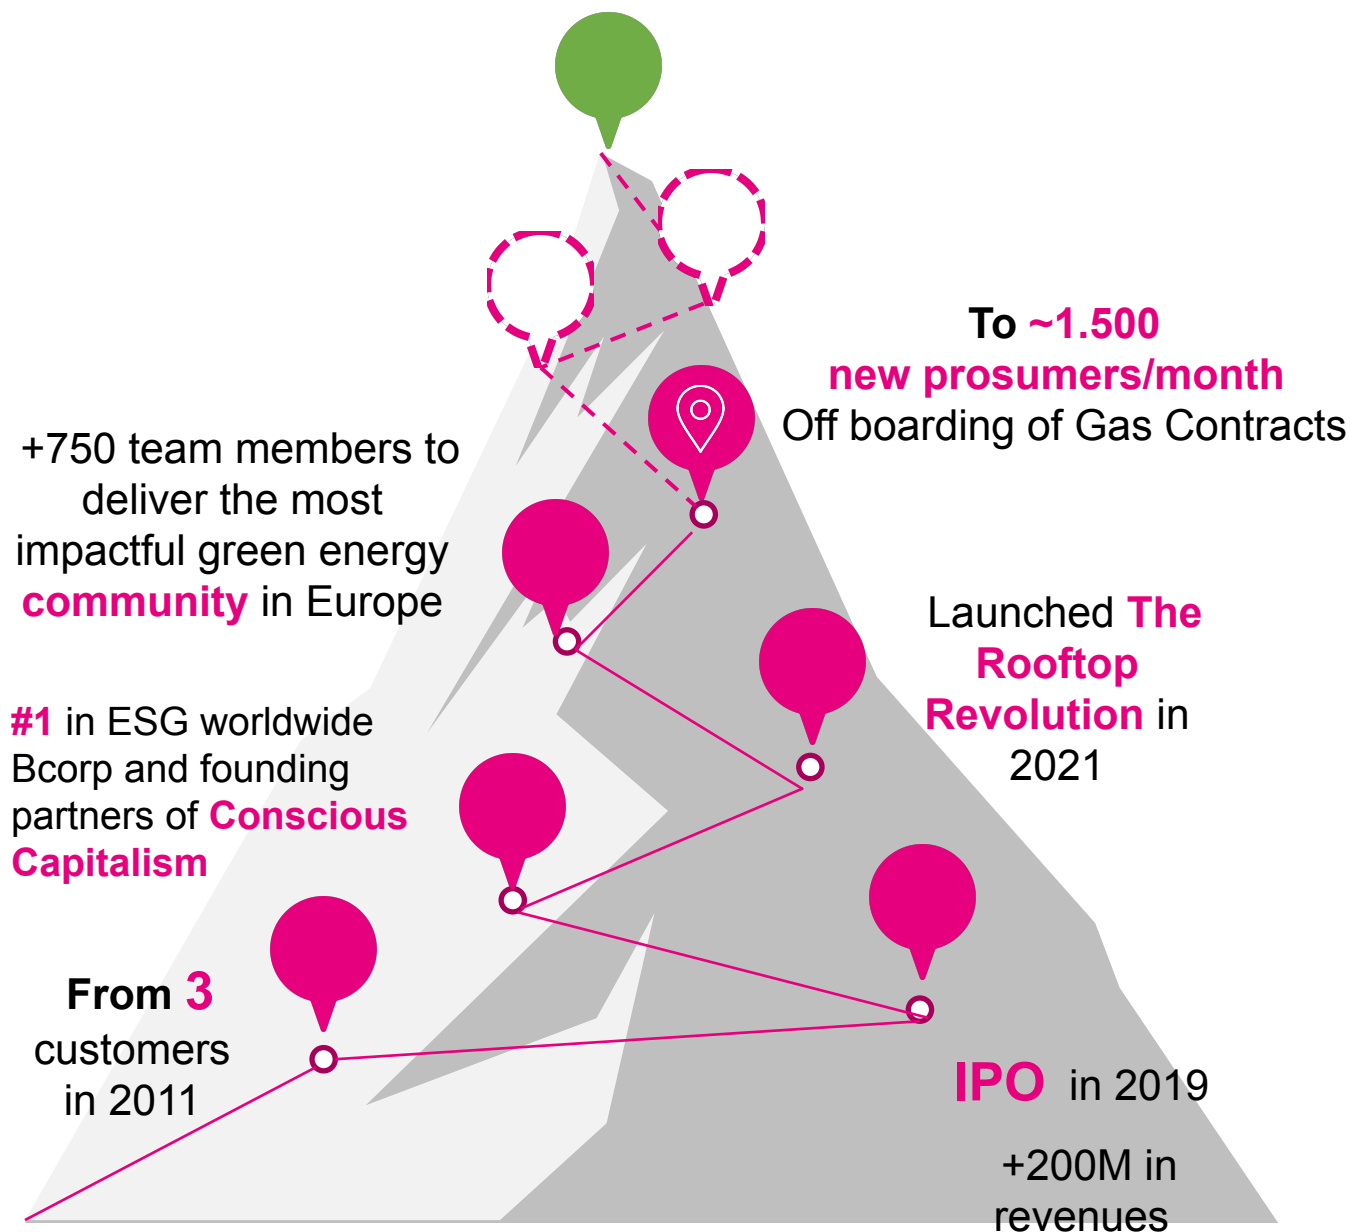 To ~1.500
new prosumers/month
Off boarding of Gas Contracts
+750 team members to
deliver the most
impactful green energy
community in Europe
Launched The
Rooftop
Revolution in
2021
#1 in ESG worldwide
Bcorp and founding
partners of Conscious
Capitalism
From 3
customers
in 2011
IPO in 2019
+200M in
revenues